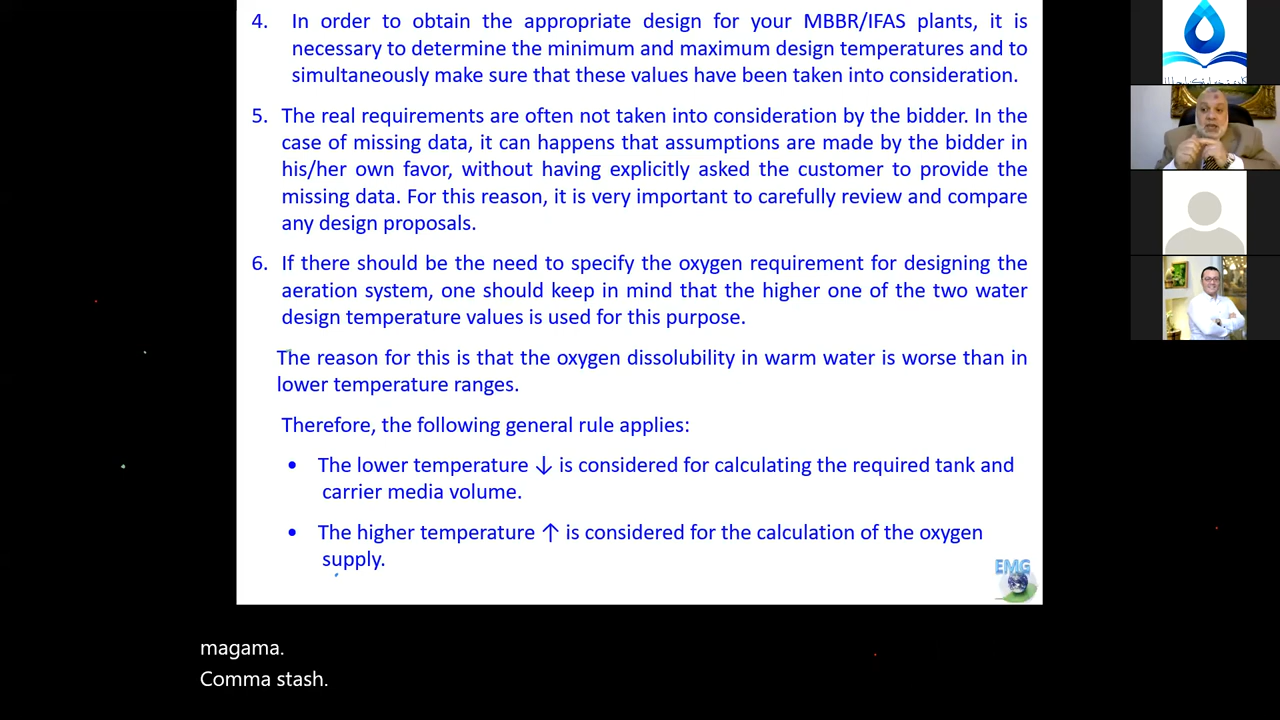 4. In order to obtain the appropriate design for your MBBR/IFAS plants, it is
necessary to determine the minimum and maximum design temperatures and to
simultaneously make sure that these values have been taken into consideration.
5. The real requirements are often not taken into consideration by the bidder. In the
case of missing data, it can happens that assumptions are made by the bidder in
his/her own favor, without having explicitly asked the customer to provide the
missing data. For this reason, it is very important to carefully review and compare
any design proposals.
6. If there should be the need to specify the oxygen requirement for designing the
aeration system, one should keep in mind that the higher one of the two water
design temperature values is used for this purpose.
The reason for this is that the oxygen dissolubility in warm water is worse than in
lower temperature ranges.
Therefore, the following general rule applies:
• The lower temperature ↓ is considered for calculating the required tank and
carrier media volume.
• The higher temperature ↑ is considered for the calculation of the oxygen
supply.
EMG
magama.
Comma stash.